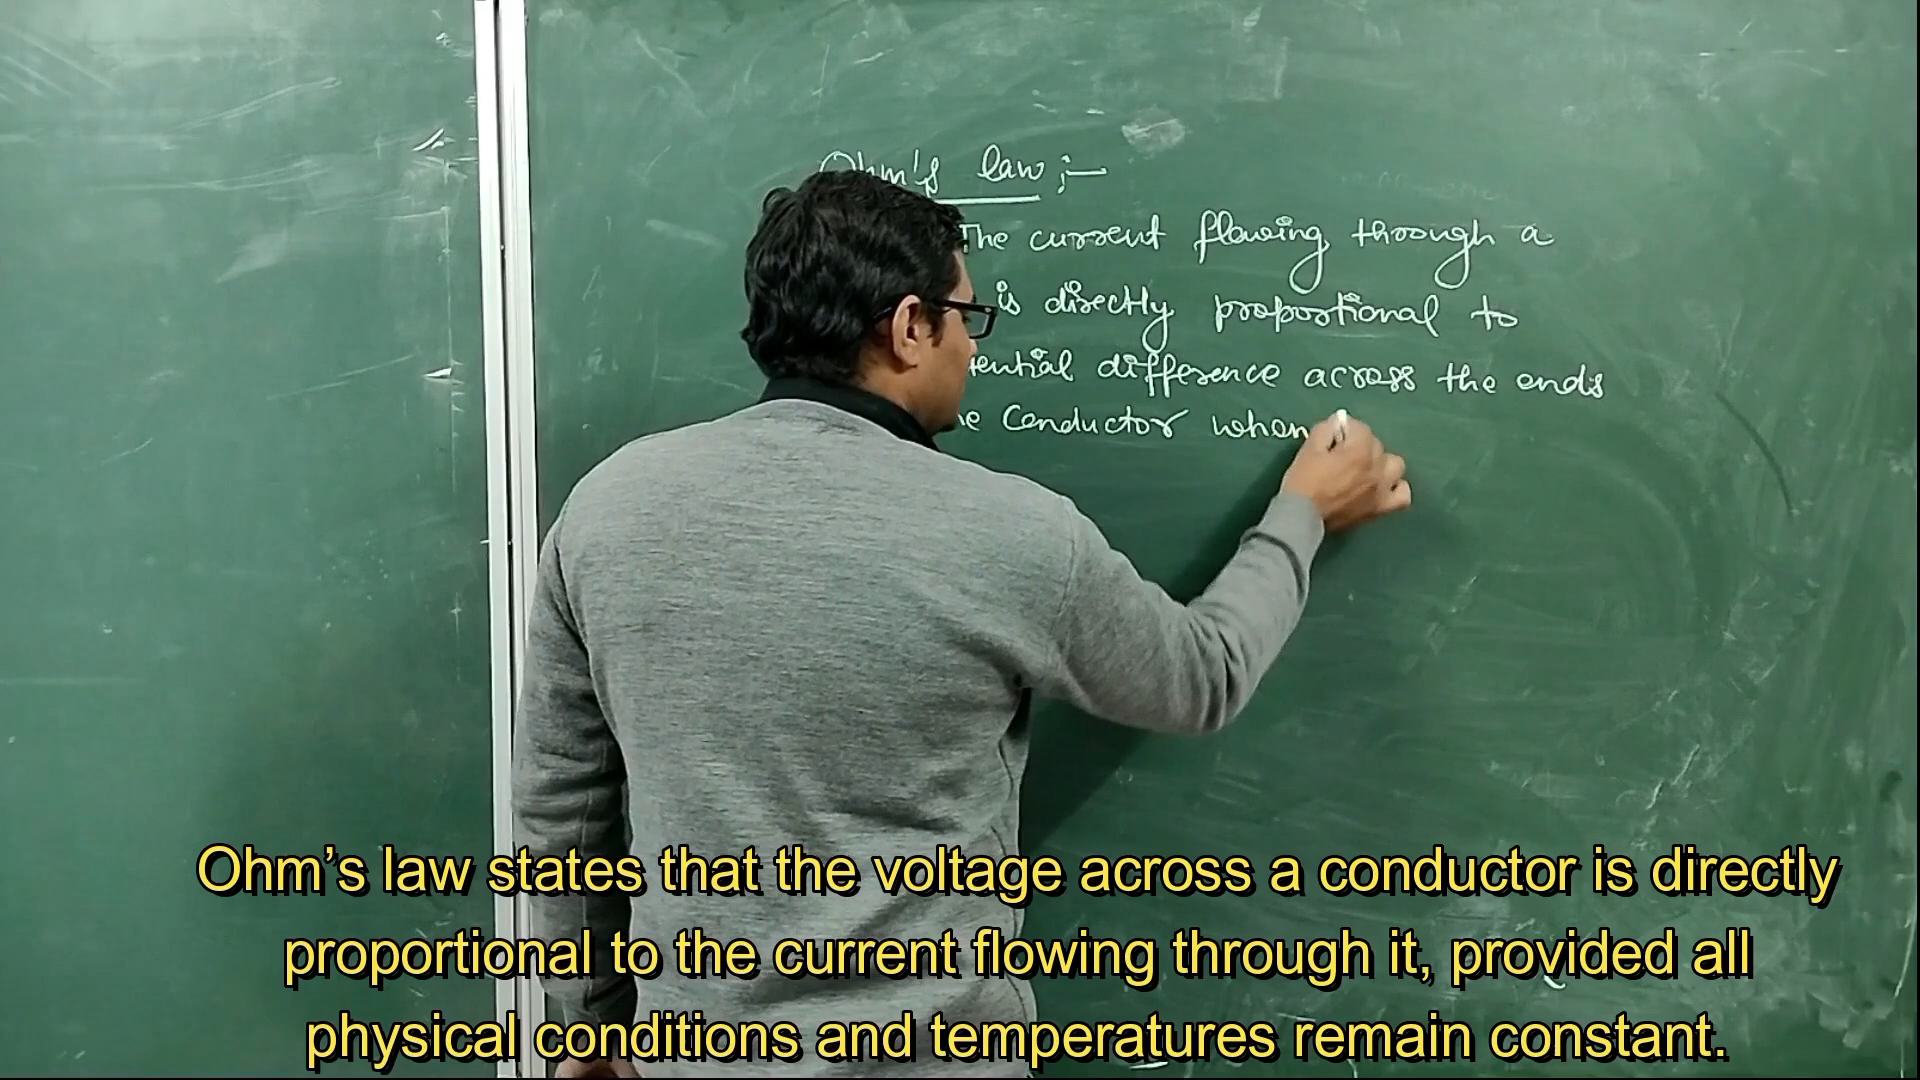 Ohm's law :-
The current flowing through a
is directly proportional to
difference across the ends
conductor when
Ohm’s law states that the voltage across a conductor is directly
proportional to the current flowing through it, provided all
physical conditions and temperatures remain constant.